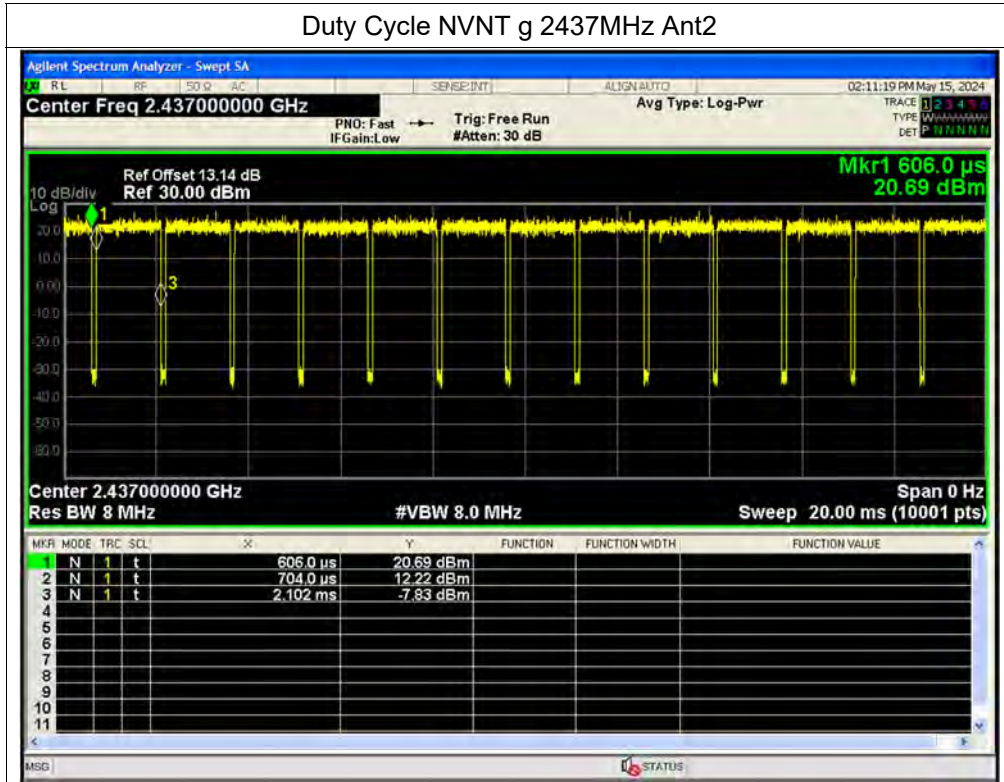 Duty Cycle NVNT g 2437MHz Ant2
Agilent Spectrum Analyzer - Swept SA
LXI RL RF 50 Ω AC SENSE:INT ALIGN AUTO 02:11:19 PM May 15, 2024
Center Freq 2.437000000 GHz
PNO: Fast
IFGain:Low
Trig: Free Run
#Atten: 30 dB
Avg Type: Log-Pwr
TRACE 1 2 3 4 5 6
TYPE WWWWWW
DET P N N N N N
Mkr1 606.0 µs
20.69 dBm
Ref Offset 13.14 dB
10 dB/div Ref 30.00 dBm
Log
1
20.0
10.0
0.00
3
-10.0
-20.0
-30.0
-40.0
-50.0
-60.0
Center 2.437000000 GHz Span 0 Hz
Res BW 8 MHz #VBW 8.0 MHz Sweep 20.00 ms (10001 pts)
MKR MODE TRC SCL X Y FUNCTION FUNCTION WIDTH FUNCTION VALUE
1 N 1 t 606.0 µs 20.69 dBm
2 N 1 t 704.0 µs 12.22 dBm
3 N 1 t 2.102 ms -7.83 dBm
4
5
6
7
8
9
10
11
MSG STATUS